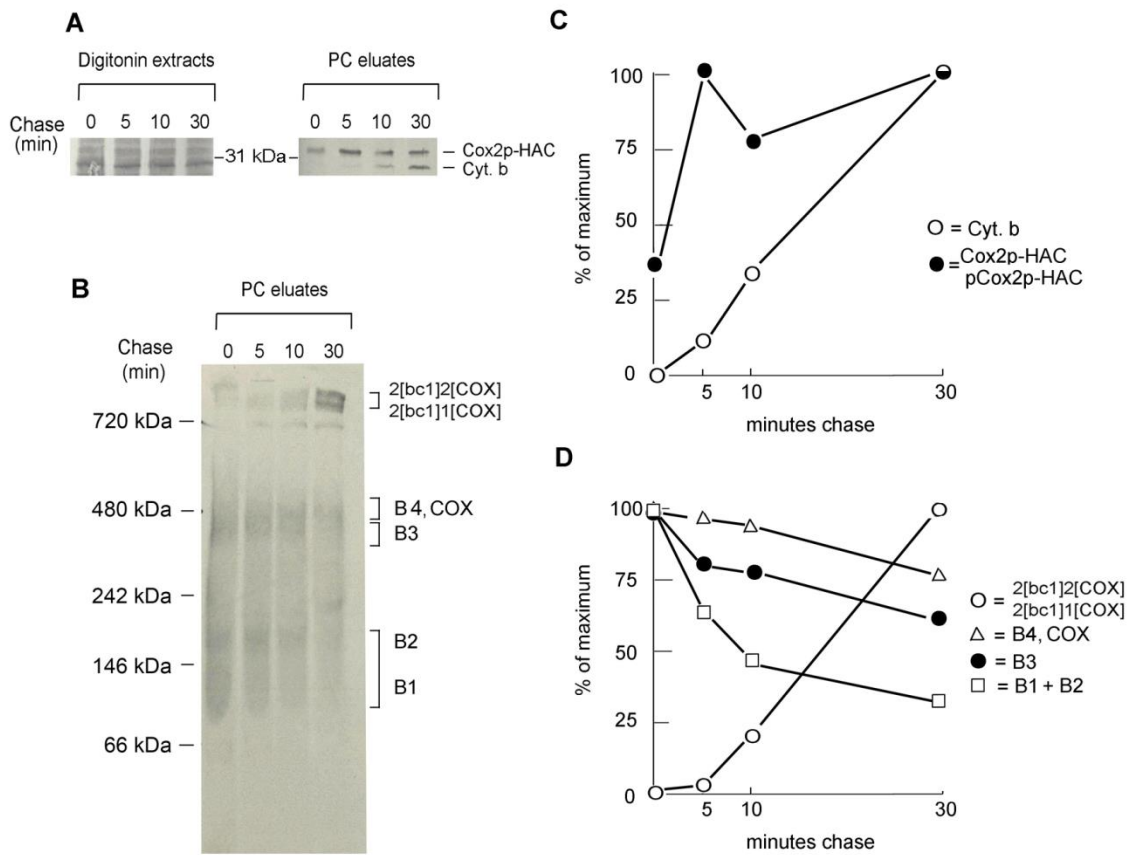 A
Digitonin extracts
PC eluates
Chase
(min)
0 5 10 30
31 kDa
0 5 10 30
Cox2p-HAC
Cyt. b
B
PC eluates
Chase
(min)
0 5 10 30
2[bc1]2[COX]
2[bc1]1[COX]
720 kDa
480 kDa
B4, COX
B3
242 kDa
B2
146 kDa
B1
66 kDa
C
% of maximum
100
75
50
25
0
5 10 30
minutes chase
= Cyt. b
= Cox2p-HAC
pCox2p-HAC
D
% of maximum
100
75
50
25
0
5 10 30
minutes chase
= 2[bc1]2[COX]
2[bc1]1[COX]
= B4, COX
= B3
= B1 + B2